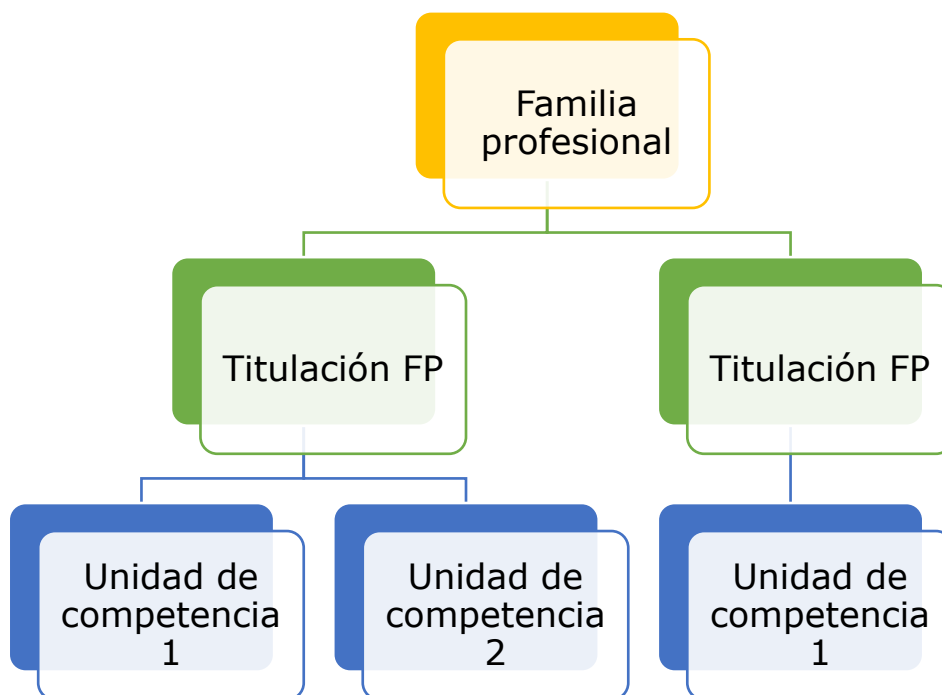 Familia
profesional
Titulación FP
Titulación FP
Unidad de
competencia
1
Unidad de
competencia
2
Unidad de
competencia
1